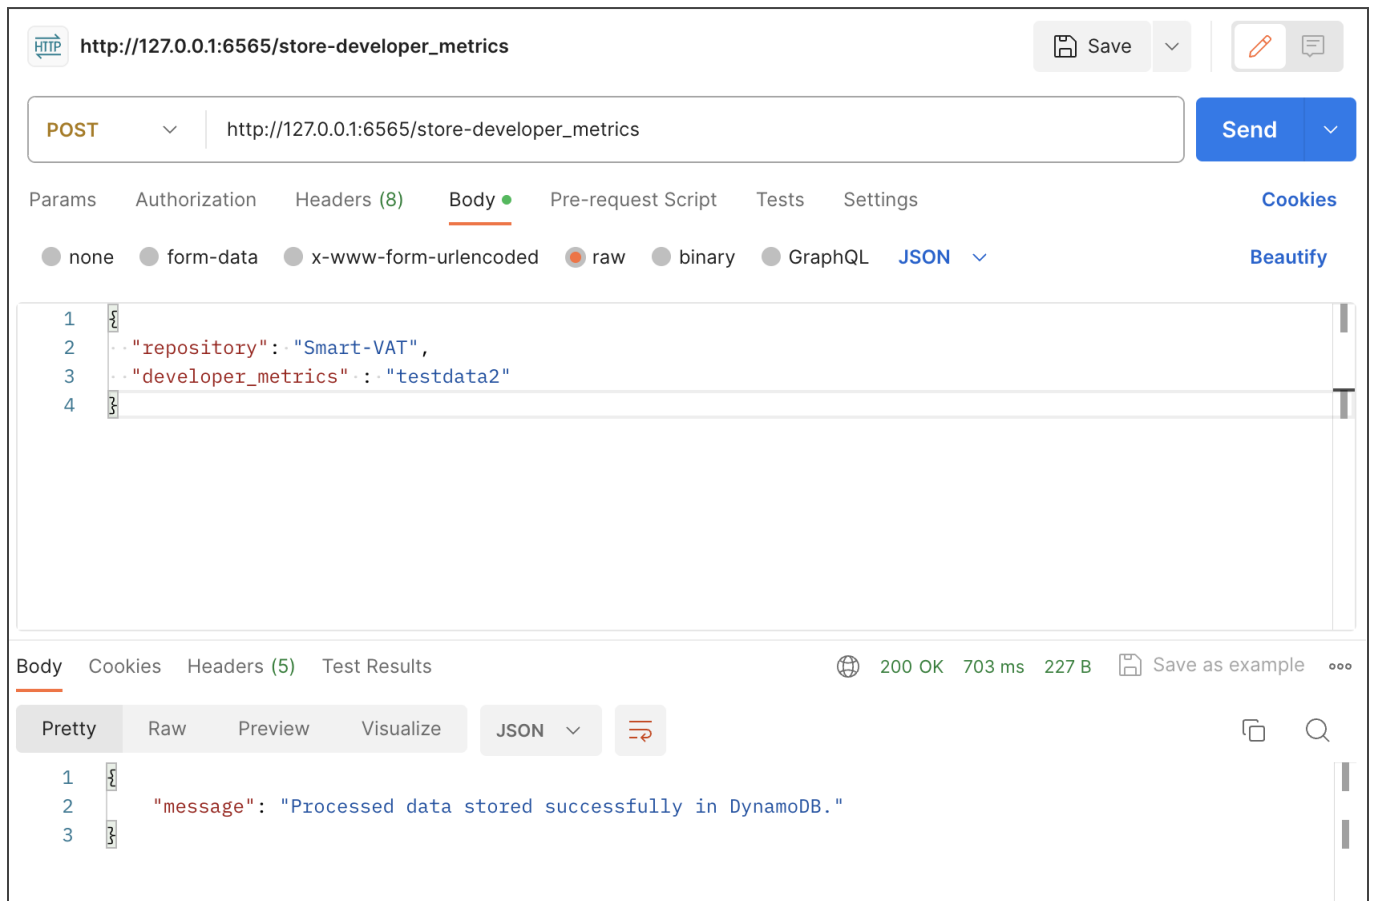 HTTP http://127.0.0.1:6565/store-developer_metrics Save
POST http://127.0.0.1:6565/store-developer_metrics Send
Params Authorization Headers (8) Body Pre-request Script Tests Settings Cookies
none form-data x-www-form-urlencoded raw binary GraphQL JSON Beautify
1 {
2 "repository": "Smart-VAT",
3 "developer_metrics" : "testdata2"
4 }
Body Cookies Headers (5) Test Results 200 OK 703 ms 227 B Save as example
Pretty Raw Preview Visualize JSON
1 {
2 "message": "Processed data stored successfully in DynamoDB."
3 }